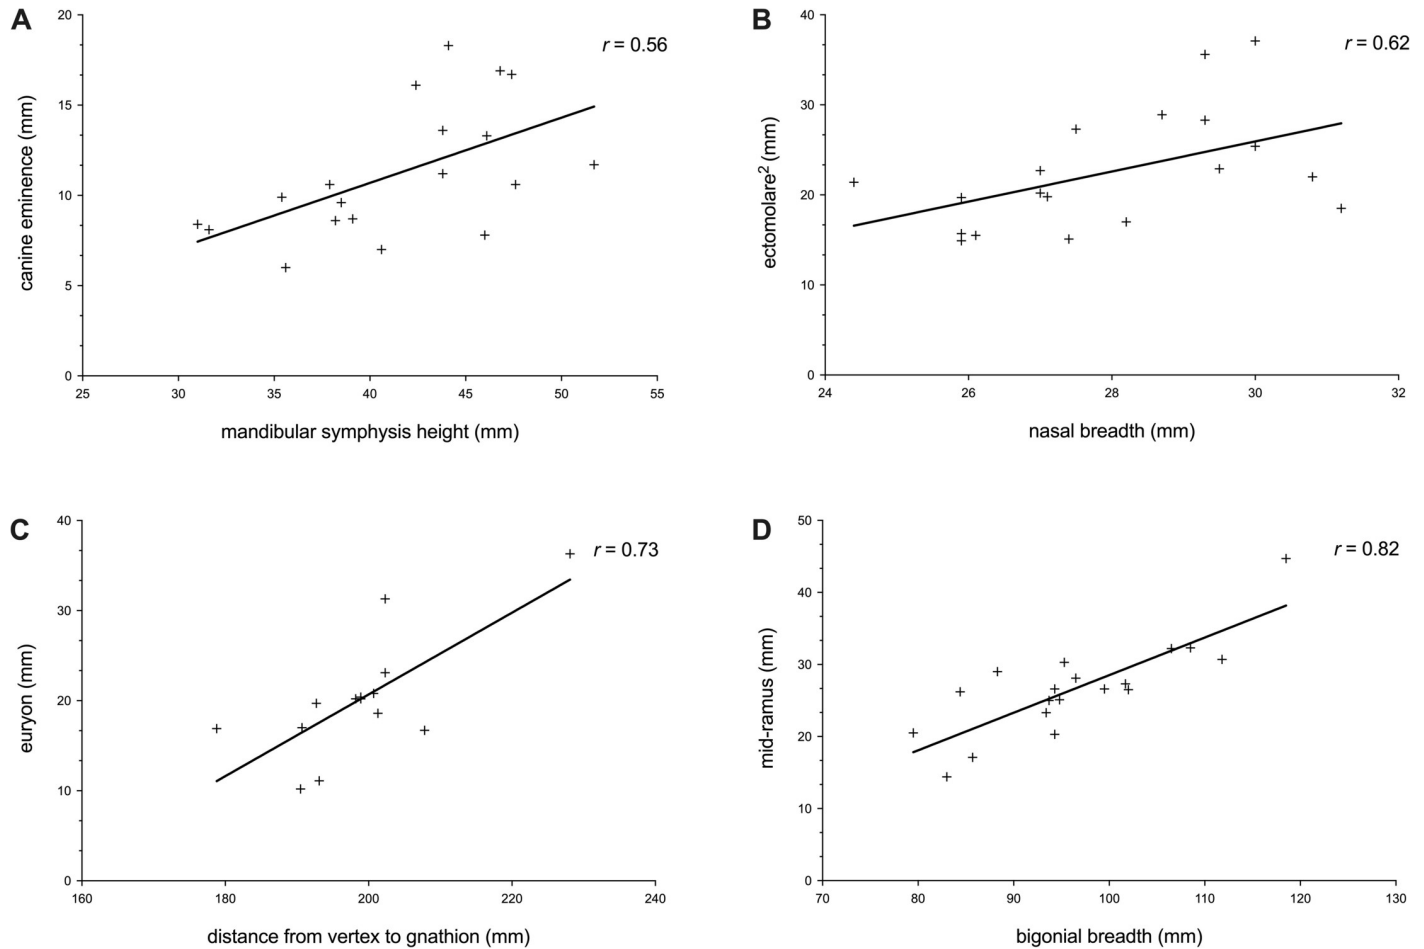 A
r = 0.56
canine eminence (mm)
20
15
10
5
0
25 30 35 40 45 50 55
mandibular symphysis height (mm)
B
r = 0.62
ectomolare² (mm)
40
30
20
10
0
24 26 28 30 32
nasal breadth (mm)
C
r = 0.73
euryon (mm)
40
30
20
10
0
160 180 200 220 240
distance from vertex to gnathion (mm)
D
r = 0.82
mid-ramus (mm)
50
40
30
20
10
0
70 80 90 100 110 120 130
bigonial breadth (mm)